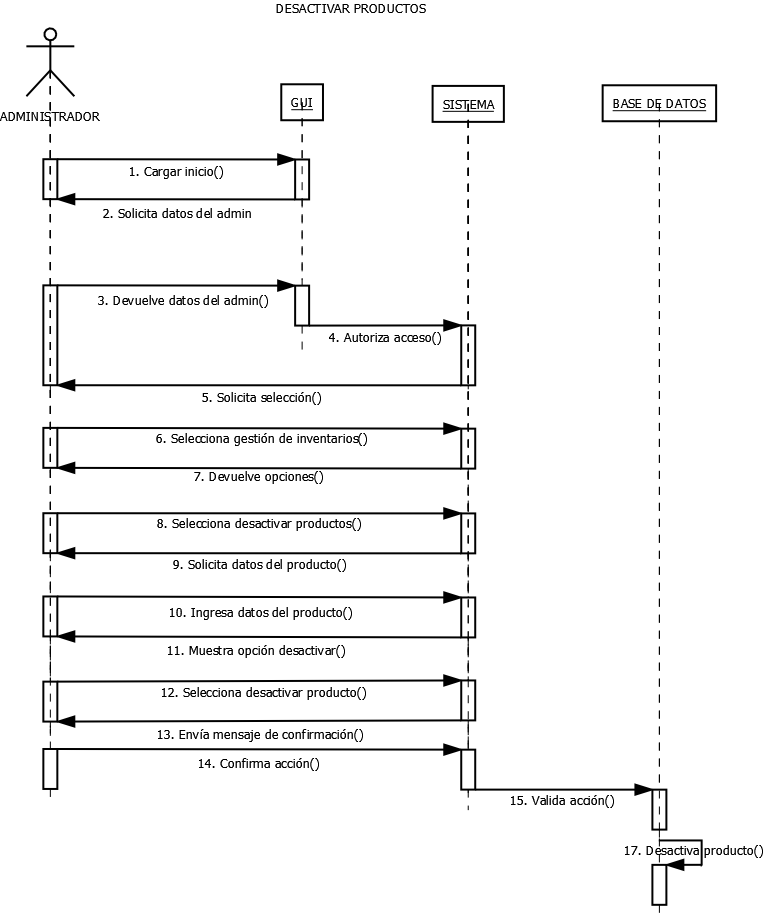 DESACTIVAR PRODUCTOS
ADMINISTRADOR
GUI
SISTEMA
BASE DE DATOS
1. Cargar inicio()
2. Solicita datos del admin
3. Devuelve datos del admin()
4. Autoriza acceso()
5. Solicita selección()
6. Selecciona gestión de inventarios()
7. Devuelve opciones()
8. Selecciona desactivar productos()
9. Solicita datos del producto()
10. Ingresa datos del producto()
11. Muestra opción desactivar()
12. Selecciona desactivar producto()
13. Envía mensaje de confirmación()
14. Confirma acción()
15. Valida acción()
17. Desactiva producto()